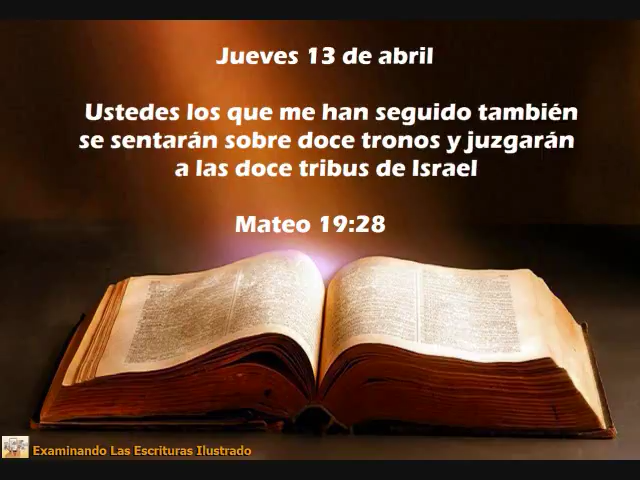 Jueves 13 de abril
Ustedes los que me han seguido también
se sentarán sobre doce tronos y juzgarán
a las doce tribus de Israel
Mateo 19:28
Examinando Las Escrituras Ilustrado